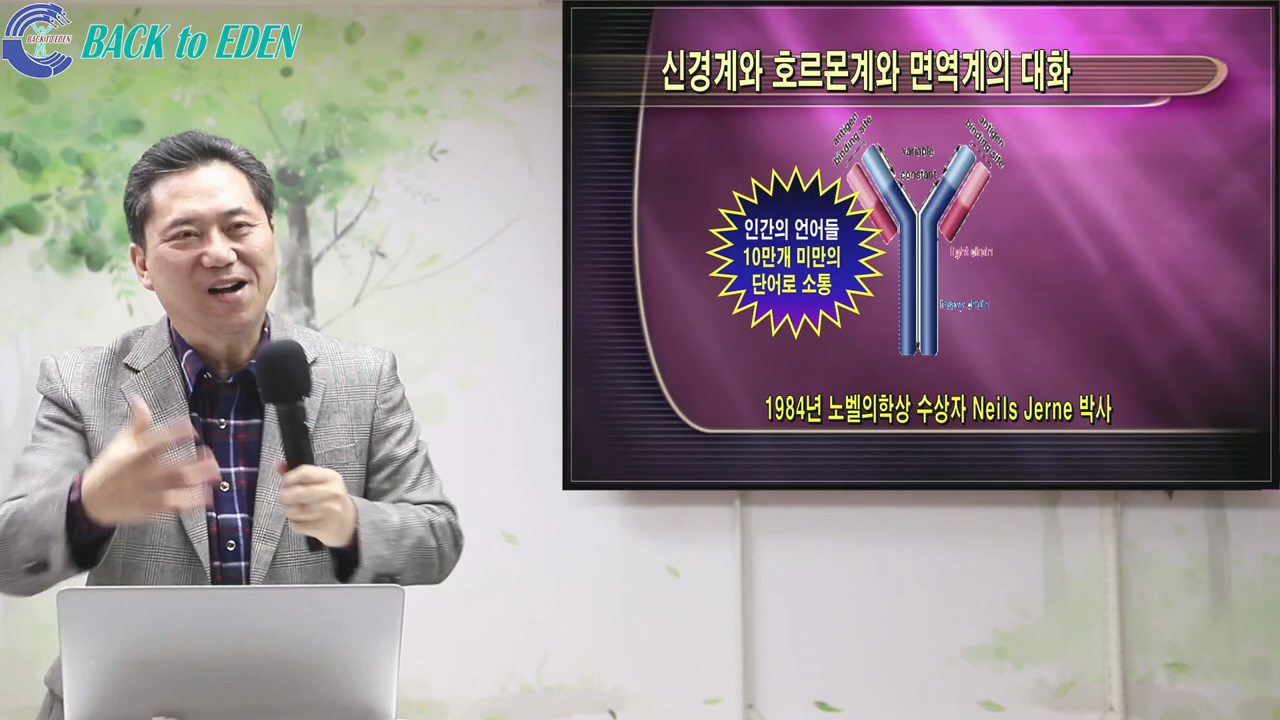 BACK TO EDEN
BACK to EDEN
신경계와 호르몬계와 면역계의 대화
antigen
binding site
antigen
binding site
variable
constant
인간의 언어들
10만개 미만의
단어로 소통
light chain
heavy chain
1984년 노벨의학상 수상자 Neils Jerne 박사